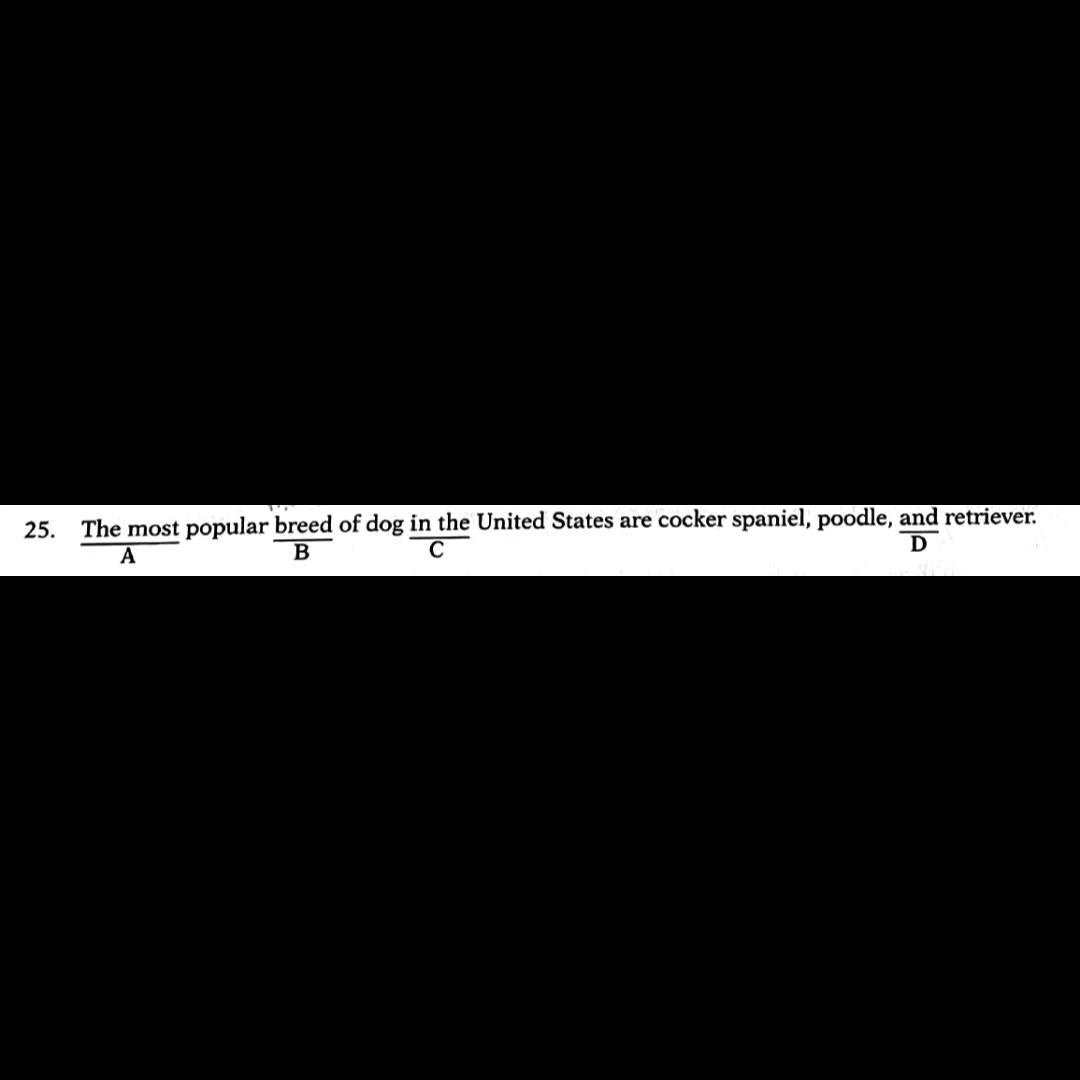 25. The most popular breed of dog in the United States are cocker spaniel, poodle, and retriever.
A B C D